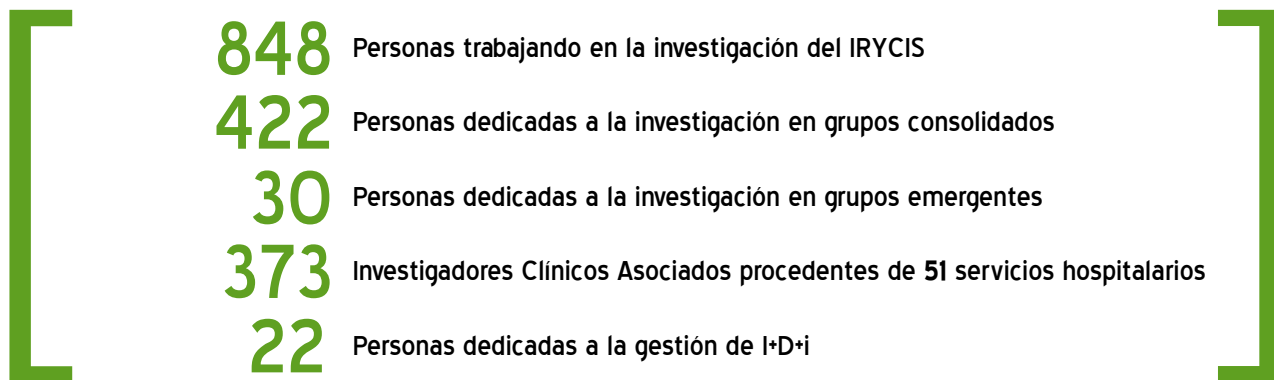 848 Personas trabajando en la investigación del IRYCIS
422 Personas dedicadas a la investigación en grupos consolidados
30 Personas dedicadas a la investigación en grupos emergentes
373 Investigadores Clínicos Asociados procedentes de 51 servicios hospitalarios
22 Personas dedicadas a la gestión de I+D+i